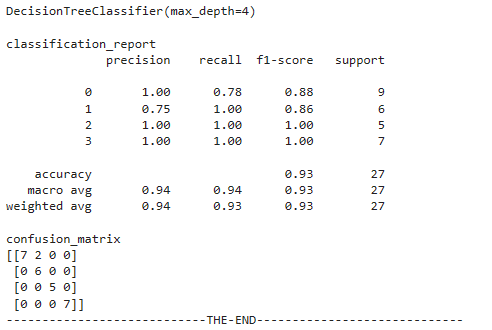 DecisionTreeClassifier(max_depth=4)
classification_report
precision recall f1-score support
0 1.00 0.78 0.88 9
1 0.75 1.00 0.86 6
2 1.00 1.00 1.00 5
3 1.00 1.00 1.00 7
accuracy 0.93 27
macro avg 0.94 0.94 0.93 27
weighted avg 0.94 0.93 0.93 27
confusion_matrix
[[7 2 0 0]
[0 6 0 0]
[0 0 5 0]
[0 0 0 7]]
----------------------------THE-END-----------------------------